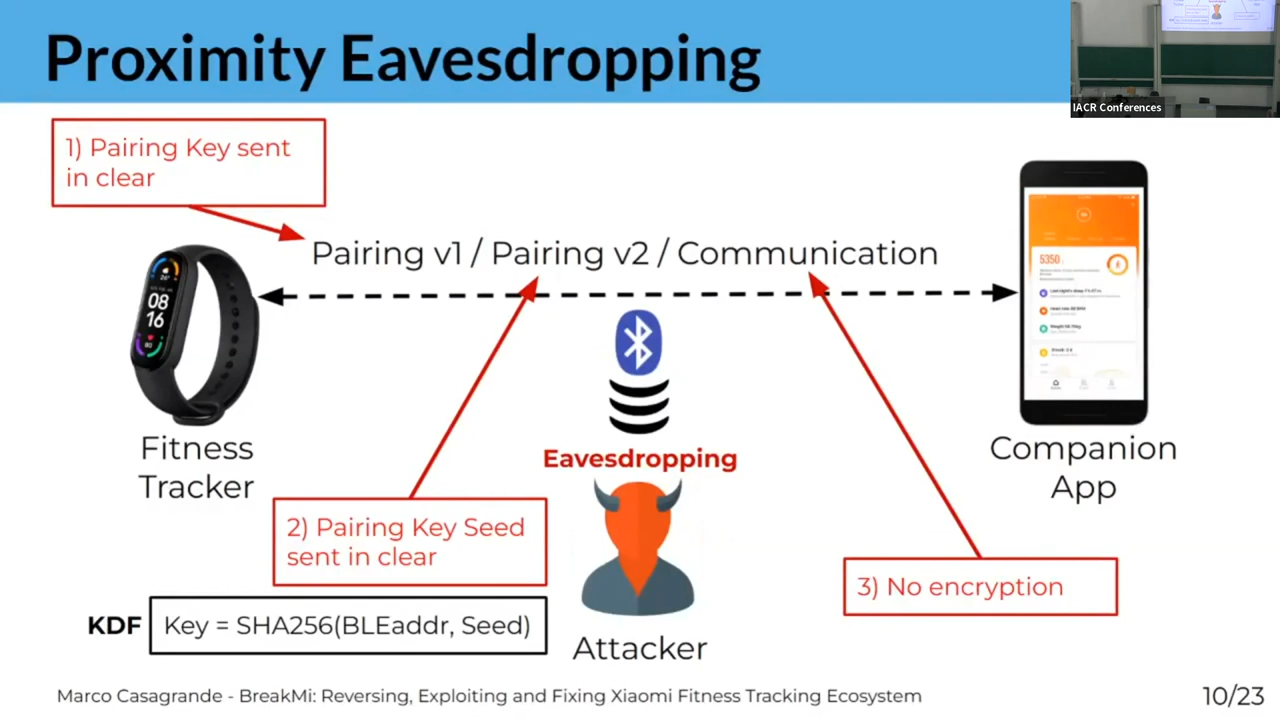 Proximity Eavesdropping
IACR Conferences
1) Pairing Key sent
in clear
Pairing v1 / Pairing v2 / Communication
08
16
5350
Fitness
Tracker
Eavesdropping
Companion
App
2) Pairing Key Seed
sent in clear
3) No encryption
KDF
Key = SHA256(BLEaddr, Seed)
Attacker
Marco Casagrande - BreakMi: Reversing, Exploiting and Fixing Xiaomi Fitness Tracking Ecosystem
10/23